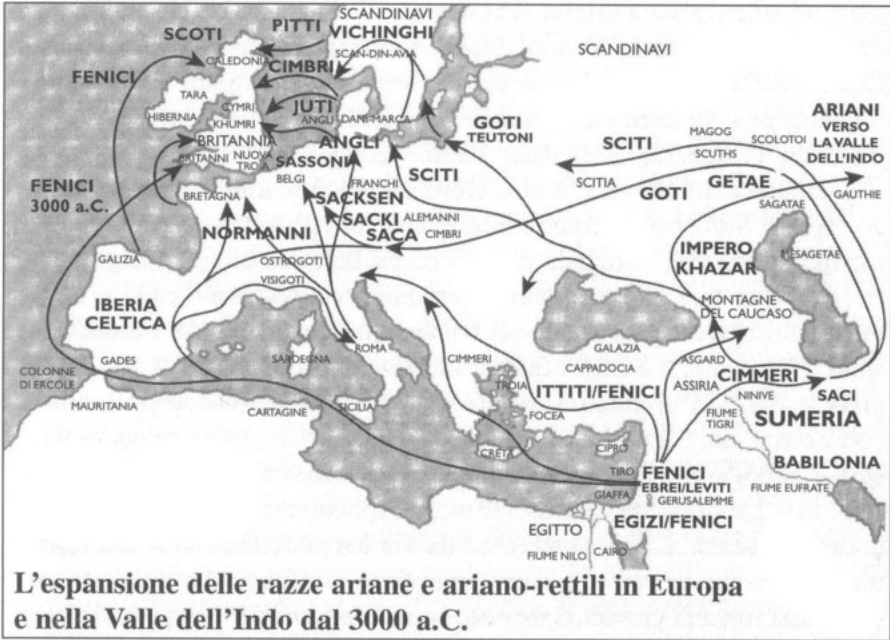 SCANDINAVI
PITTI
VICHINGHI
SCOTI
SCAN-DIN-AVIA
SCANDINAVI
CALEDONIA
CIMBRI
FENICI
TARA
CYMRI
JUTI
HIBERNIA
ANGLI
DANI-MARCA
KHUMRI
GOTI
TEUTONI
ARIANI
VERSO
LA VALLE
DELL'INDO
BRITANNIA
ANGLI
SCITI
MAGOG
SCOLOTOI
SCUTHS
BRITANNI
NUOVA
TROIA
SASSONI
BELGI
SCITI
FENICI
3000 a.C.
FRANCHI
SCITIA
GETAE
GOTI
GAUTHIE
BRETAGNA
SACKSEN
SACKI
ALEMANNI
SAGATAE
NORMANNI
SACA
CIMBRI
GALIZIA
OSTROGOTI
VISIGOTI
IMPERO
KHAZAR
MESAGETAE
IBERIA
CELTICA
MONTAGNE
DEL CAUCASO
ROMA
CIMMERI
GALAZIA
CAPPADOCIA
ASGARD
SARDEGNA
GADES
COLONNE
DI ERCOLE
TROIA
ITTITI/FENICI
ASSIRIA
CIMMERI
NINIVE
SACI
MAURITANIA
CARTAGINE
SICILIA
FOCEA
FIUME
TIGRI
SUMERIA
CRETA
CIPRO
BABILONIA
TIRO
FENICI
EBREI/LEVITI
FIUME EUFRATE
GIAFFA
GERUSALEMME
EGITTO
EGIZI/FENICI
FIUME NILO
CAIRO
L'espansione delle razze ariane e ariano-rettili in Europa
e nella Valle dell'Indo dal 3000 a.C.